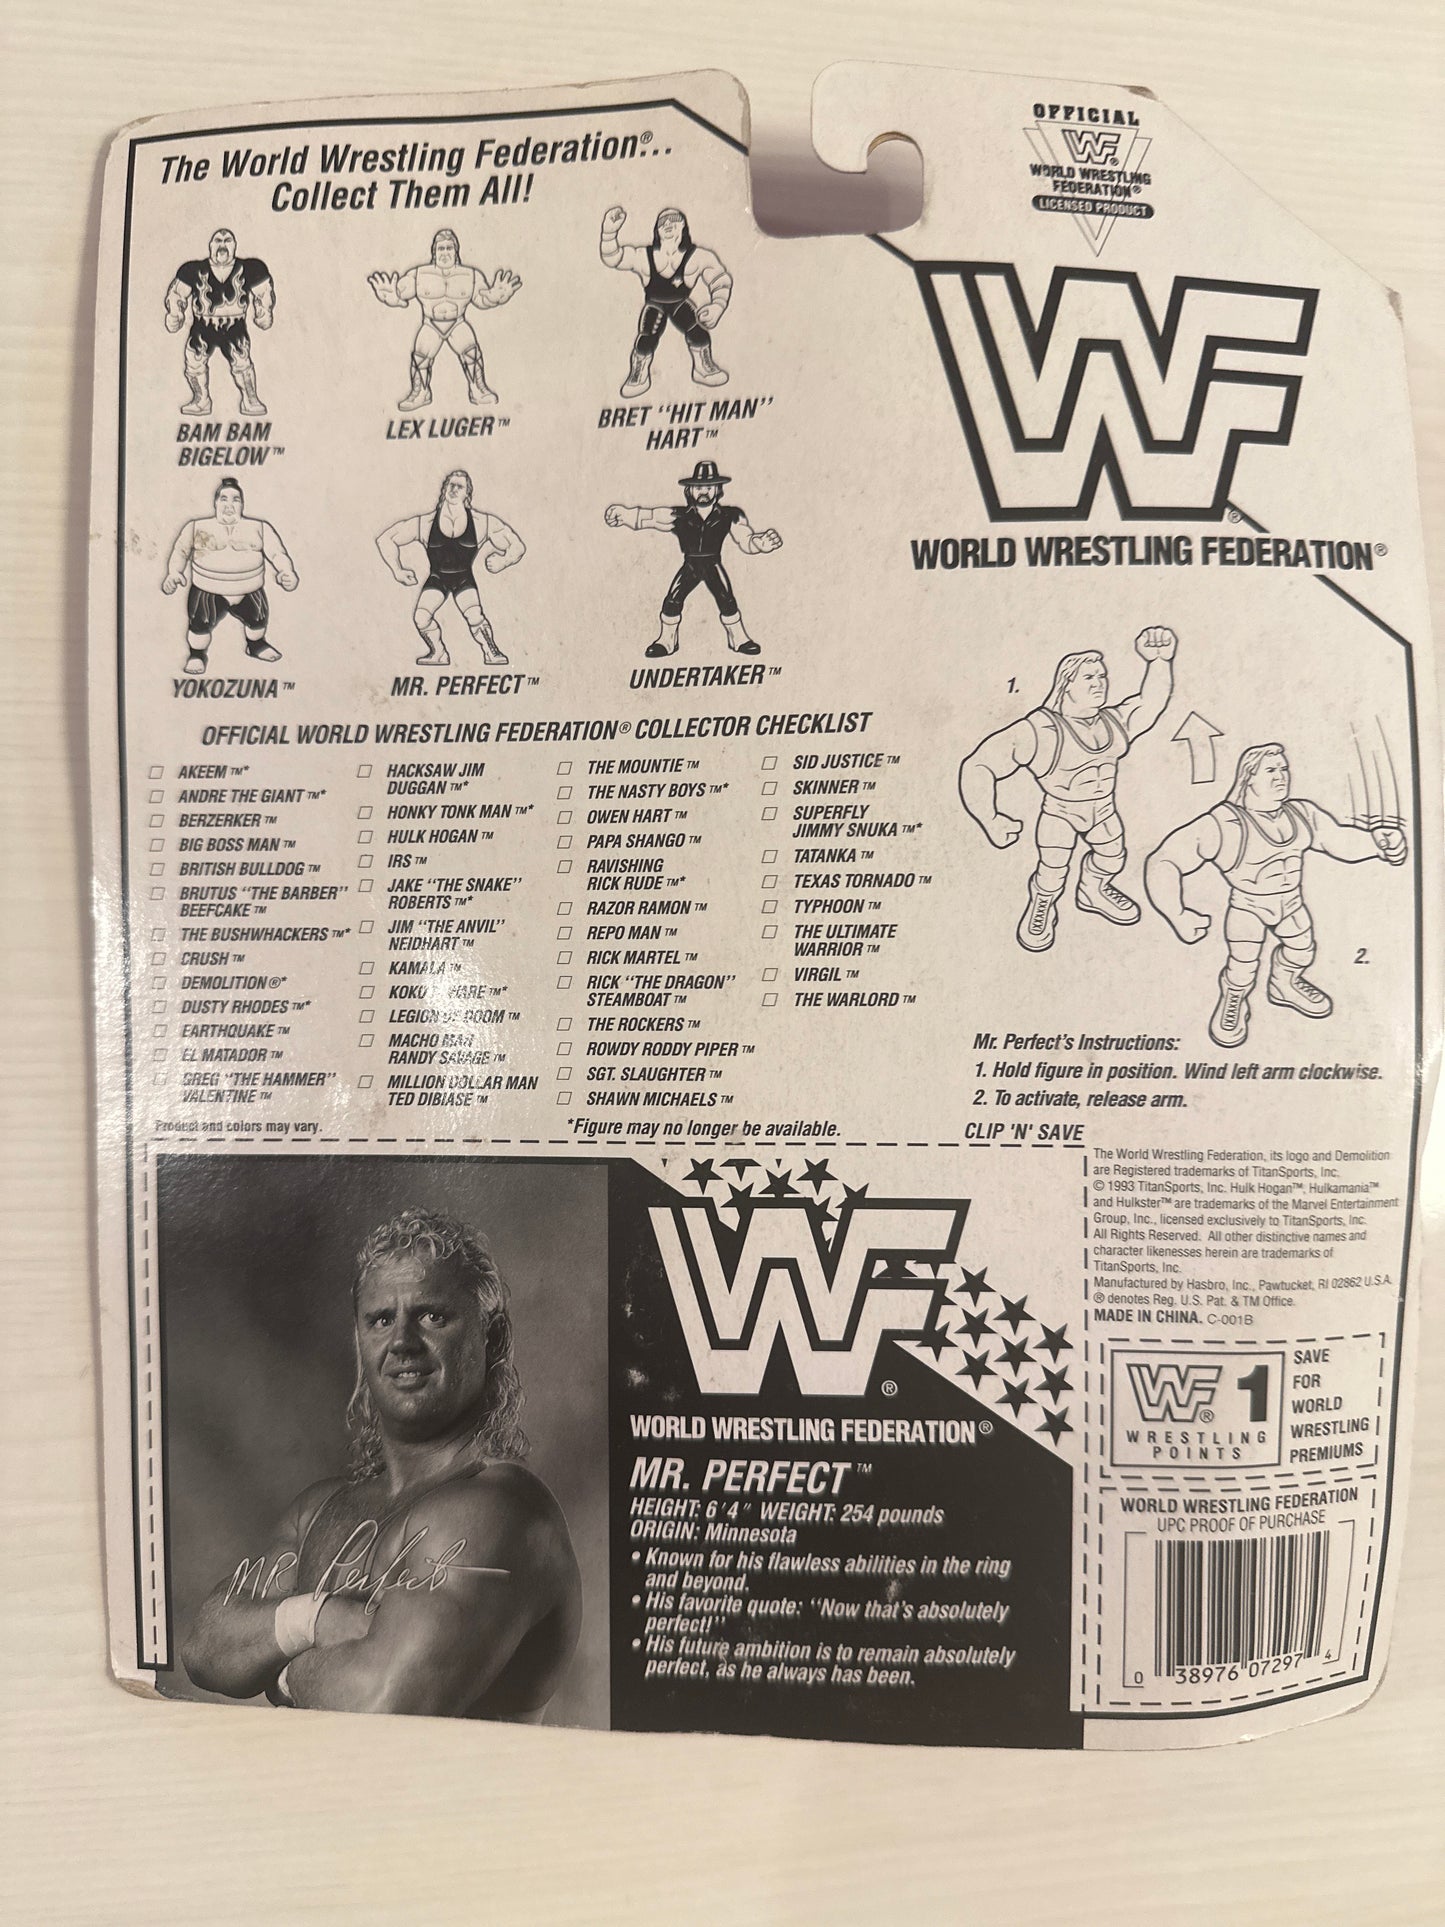 The World Wrestling Federation®...
Collect Them All!
BAM BAM
BIGELOW™
LEX LUGER™
BRET "HIT MAN"
HART™
YOKOZUNA™
MR. PERFECT™
UNDERTAKER™
OFFICIAL
WF®
WORLD WRESTLING
FEDERATION®
LICENSED PRODUCT
WF®
WORLD WRESTLING FEDERATION®
OFFICIAL WORLD WRESTLING FEDERATION® COLLECTOR CHECKLIST
AKEEM™*
ANDRE THE GIANT™*
BERZERKER™
BIG BOSS MAN™
BRITISH BULLDOG™
BRUTUS "THE BARBER"
BEEFCAKE™
THE BUSHWHACKERS™*
CRUSH™
DEMOLITION®*
DUSTY RHODES™*
EARTHQUAKE™
EL MATADOR™
GREG "THE HAMMER"
VALENTINE™
HACKSAW JIM
DUGGAN™*
HONKY TONK MAN™*
HULK HOGAN™
IRS™
JAKE "THE SNAKE"
ROBERTS™*
JIM "THE ANVIL"
NEIDHART™
KAMALA™
KOKO WARE™*
LEGION OF DOOM™
MACHO MAN
RANDY SAVAGE™
MILLION DOLLAR MAN
TED DIBIASE™
THE MOUNTIE™
THE NASTY BOYS™*
OWEN HART™
PAPA SHANGO™
RAVISHING
RICK RUDE™*
RAZOR RAMON™
REPO MAN™
RICK MARTEL™
RICK "THE DRAGON"
STEAMBOAT™
THE ROCKERS™
ROWDY RODDY PIPER™
SGT. SLAUGHTER™
SHAWN MICHAELS™
SID JUSTICE™
SKINNER™
SUPERFLY
JIMMY SNUKA™*
TATANKA™
TEXAS TORNADO™
TYPHOON™
THE ULTIMATE
WARRIOR™
VIRGIL™
THE WARLORD™
Product and colors may vary.
*Figure may no longer be available.
1.
2.
Mr. Perfect's Instructions:
1. Hold figure in position. Wind left arm clockwise.
2. To activate, release arm.
CLIP 'N' SAVE
MR Perfect
WF®
WORLD WRESTLING FEDERATION®
MR. PERFECT™
HEIGHT: 6'4" WEIGHT: 254 pounds
ORIGIN: Minnesota
• Known for his flawless abilities in the ring
and beyond.
• His favorite quote: "Now that's absolutely
perfect!"
• His future ambition is to remain absolutely
perfect, as he always has been.
The World Wrestling Federation, its logo and Demolition
are Registered trademarks of TitanSports, Inc.
© 1993 TitanSports, Inc. Hulk Hogan™, Hulkamania™
and Hulkster™ are trademarks of the Marvel Entertainment
Group, Inc., licensed exclusively to TitanSports, Inc.
All Rights Reserved. All other distinctive names and
character likenesses herein are trademarks of
TitanSports, Inc.
Manufactured by Hasbro, Inc., Pawtucket, RI 02862 U.S.A.
® denotes Reg. U.S. Pat. & TM Office.
MADE IN CHINA. C-001B
WF® 1
WRESTLING
POINTS
SAVE
FOR
WORLD
WRESTLING
PREMIUMS
WORLD WRESTLING FEDERATION
UPC PROOF OF PURCHASE
0 38976 07297 4